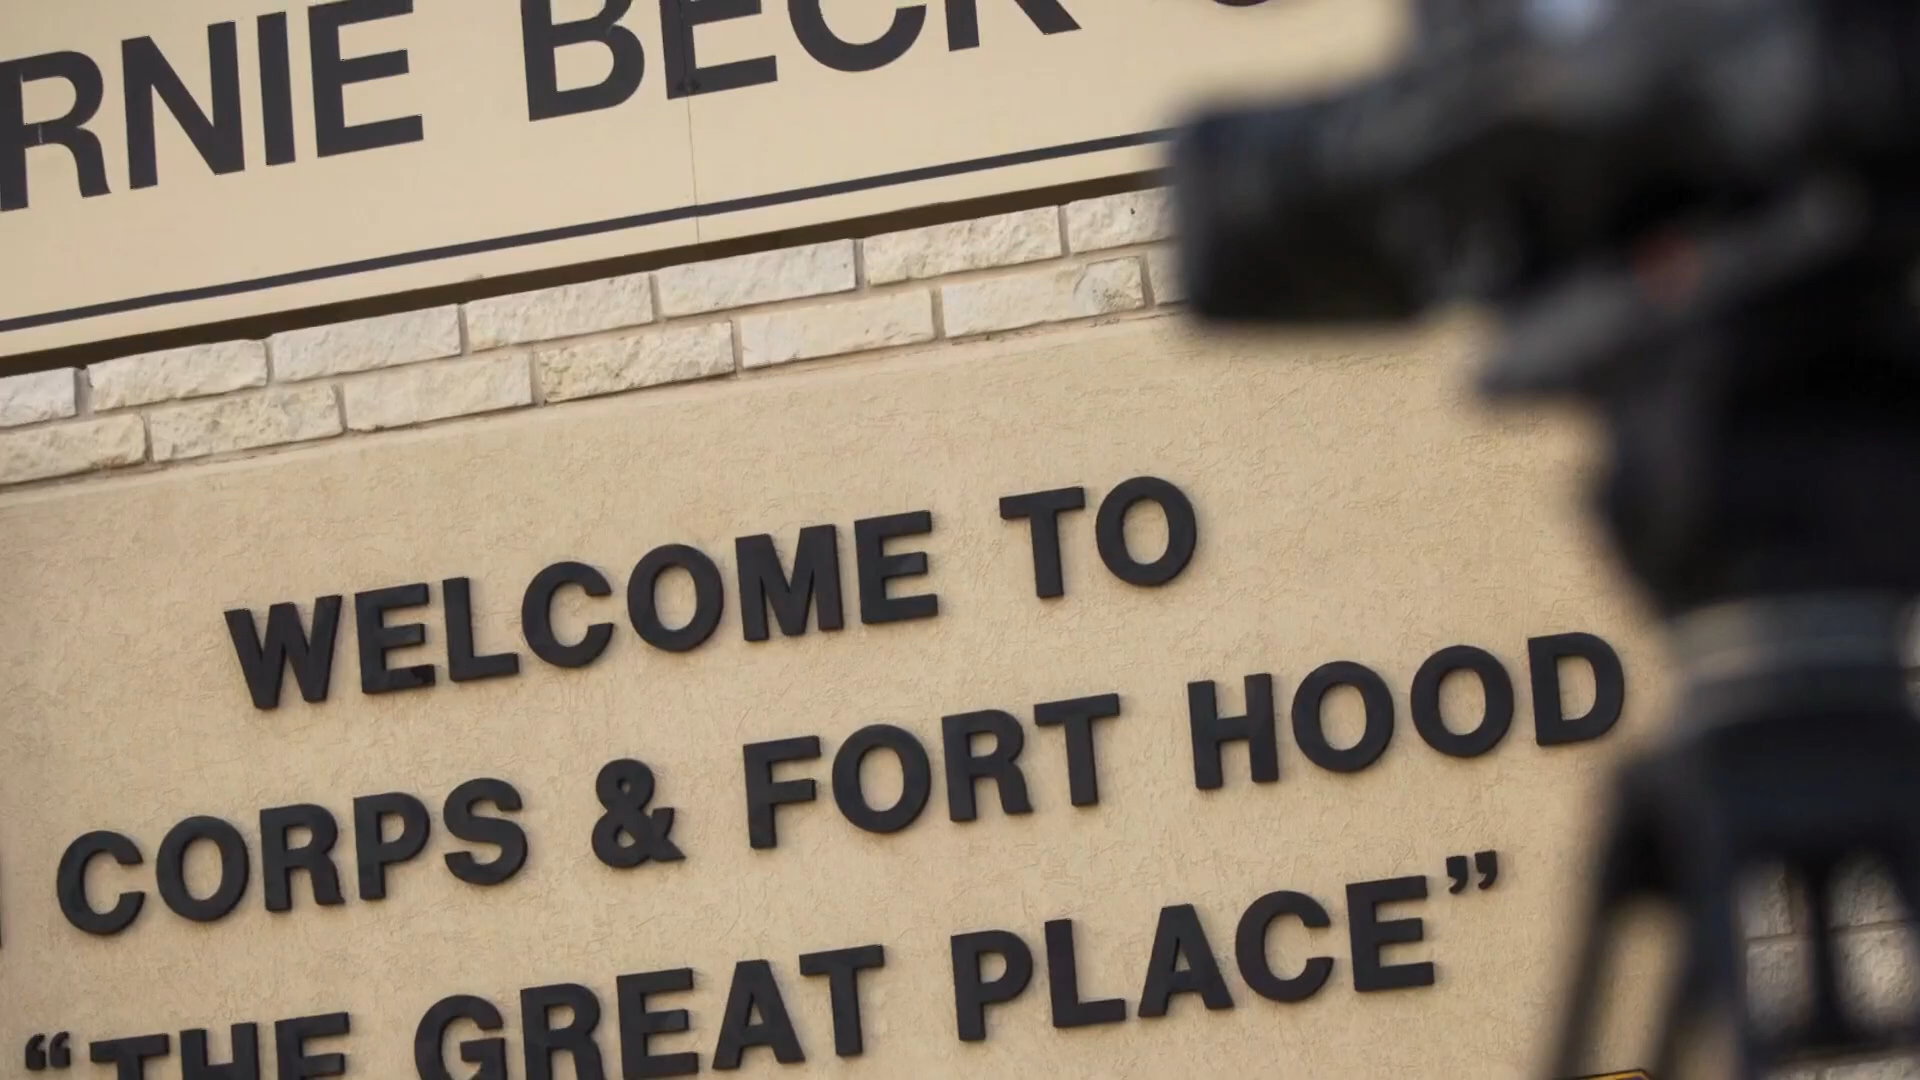 RNIE BECK
WELCOME TO
CORPS & FORT HOOD
“THE GREAT PLACE”